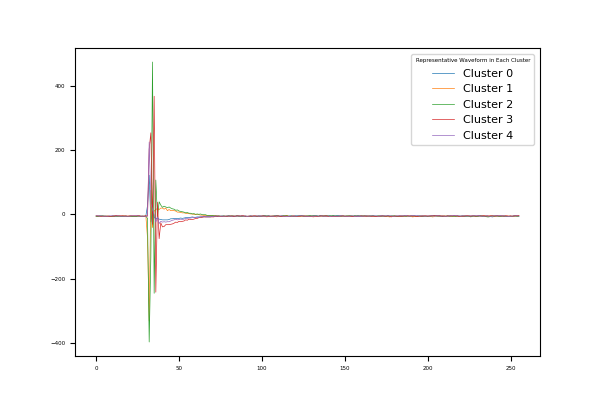 Representative Waveform in Each Cluster
Cluster 0
Cluster 1
Cluster 2
Cluster 3
Cluster 4
400
200
0
−200
−400
0 50 100 150 200 250